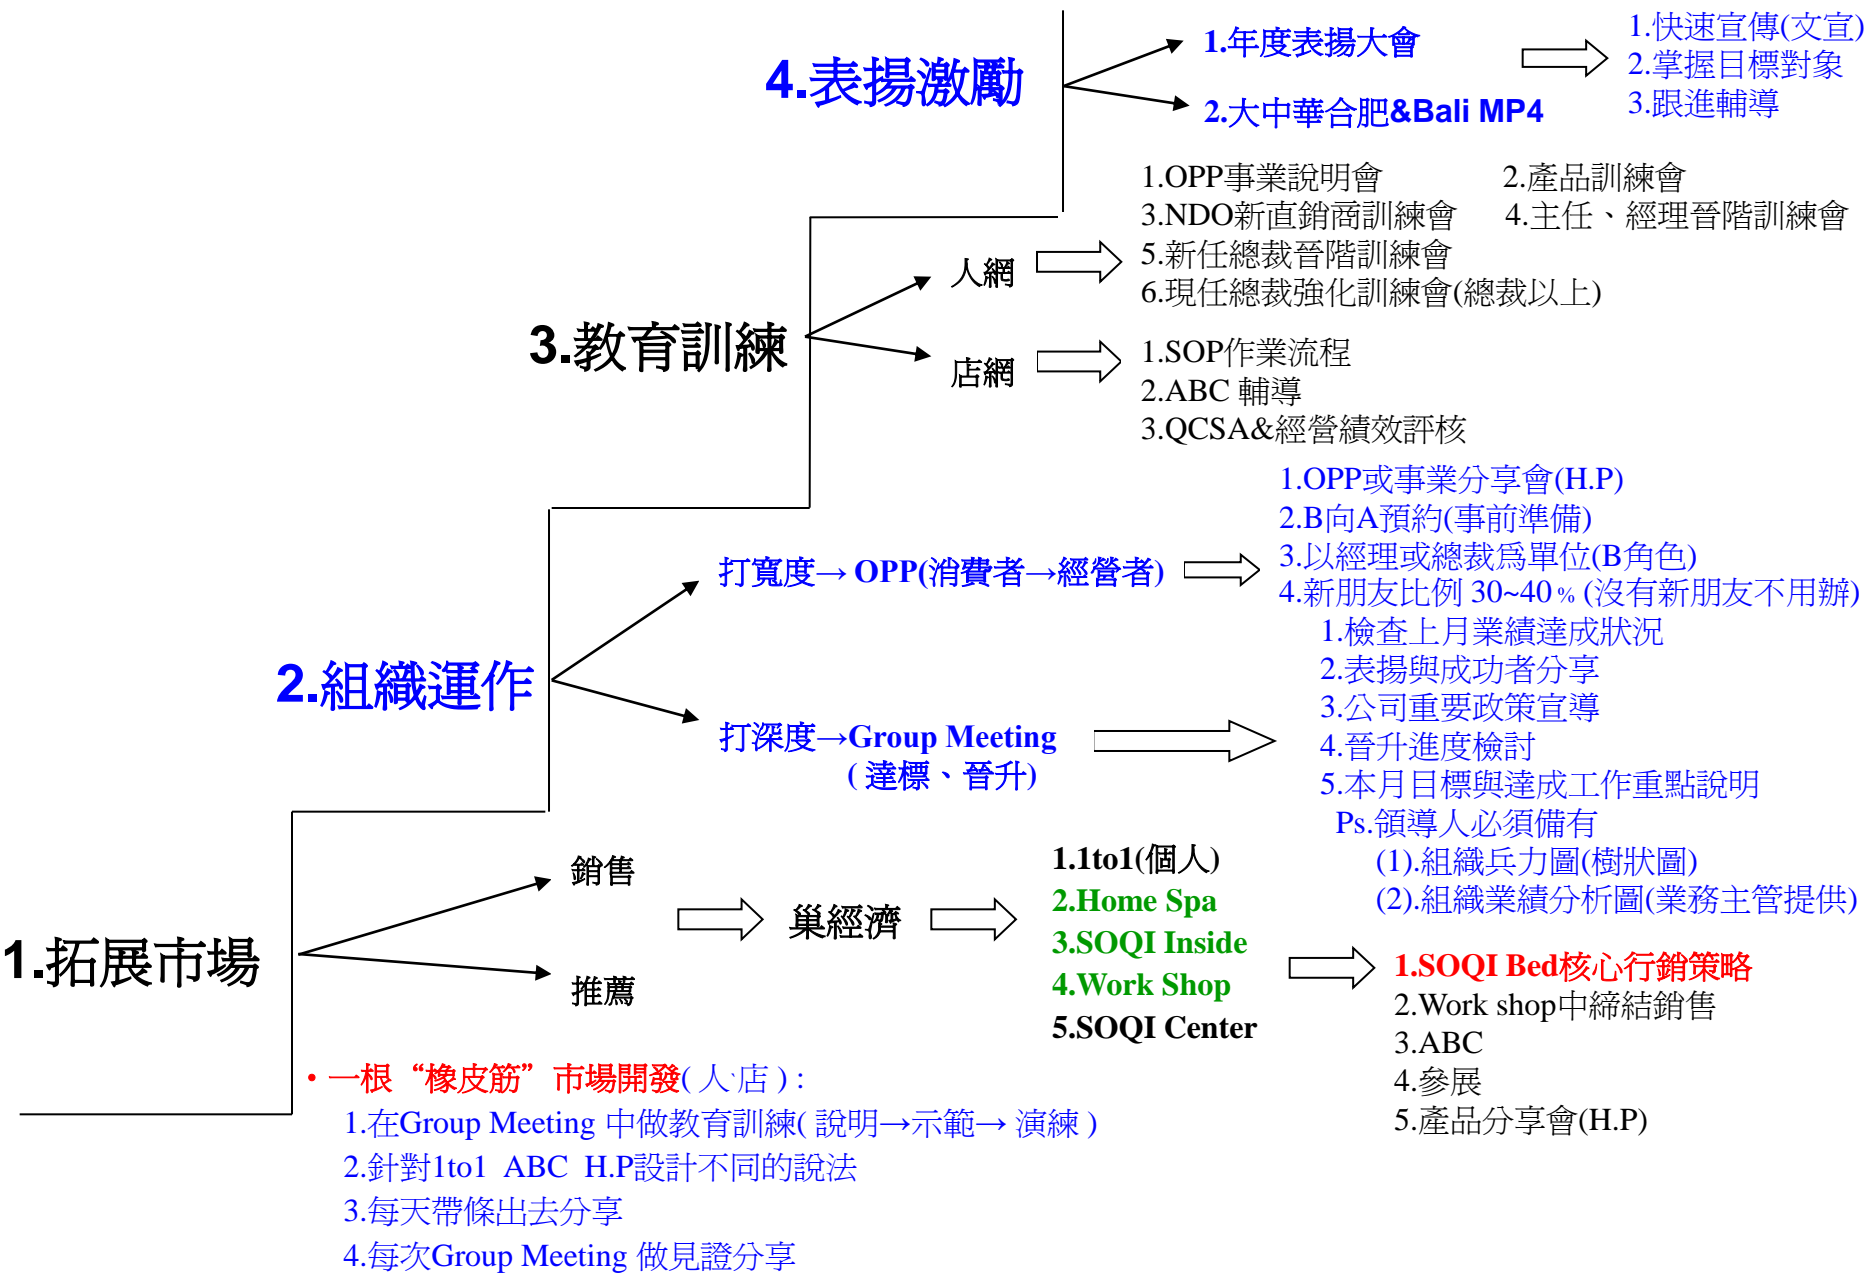 4.表揚激勵
1.年度表揚大會
2.大中華合肥&Bali MP4
1.快速宣傳(文宣)
2.掌握目標對象
3.跟進輔導
3.教育訓練
人網
1.OPP事業說明會 2.產品訓練會
3.NDO新直銷商訓練會 4.主任、經理晉階訓練會
5.新任總裁晉階訓練會
6.現任總裁強化訓練會(總裁以上)
店網
1.SOP作業流程
2.ABC 輔導
3.QCSA&經營績效評核
2.組織運作
打寬度→ OPP(消費者→經營者)
1.OPP或事業分享會(H.P)
2.B向A預約(事前準備)
3.以經理或總裁為單位(B角色)
4.新朋友比例 30~40﹪(沒有新朋友不用辦)
打深度→Group Meeting
( 達標、晉升)
1.檢查上月業績達成狀況
2.表揚與成功者分享
3.公司重要政策宣導
4.晉升進度檢討
5.本月目標與達成工作重點說明
Ps.領導人必須備有
(1).組織兵力圖(樹狀圖)
(2).組織業績分析圖(業務主管提供)
1.拓展市場
銷售
推薦
巢經濟
1.1to1(個人)
2.Home Spa
3.SOQI Inside
4.Work Shop
5.SOQI Center
1.SOQI Bed核心行銷策略
2.Work shop中締結銷售
3.ABC
4.參展
5.產品分享會(H.P)
•一根“橡皮筋”市場開發( 人、店 ) :
1.在Group Meeting 中做教育訓練( 說明→示範→ 演練 )
2.針對1to1 ABC H.P設計不同的說法
3.每天帶條出去分享
4.每次Group Meeting 做見證分享